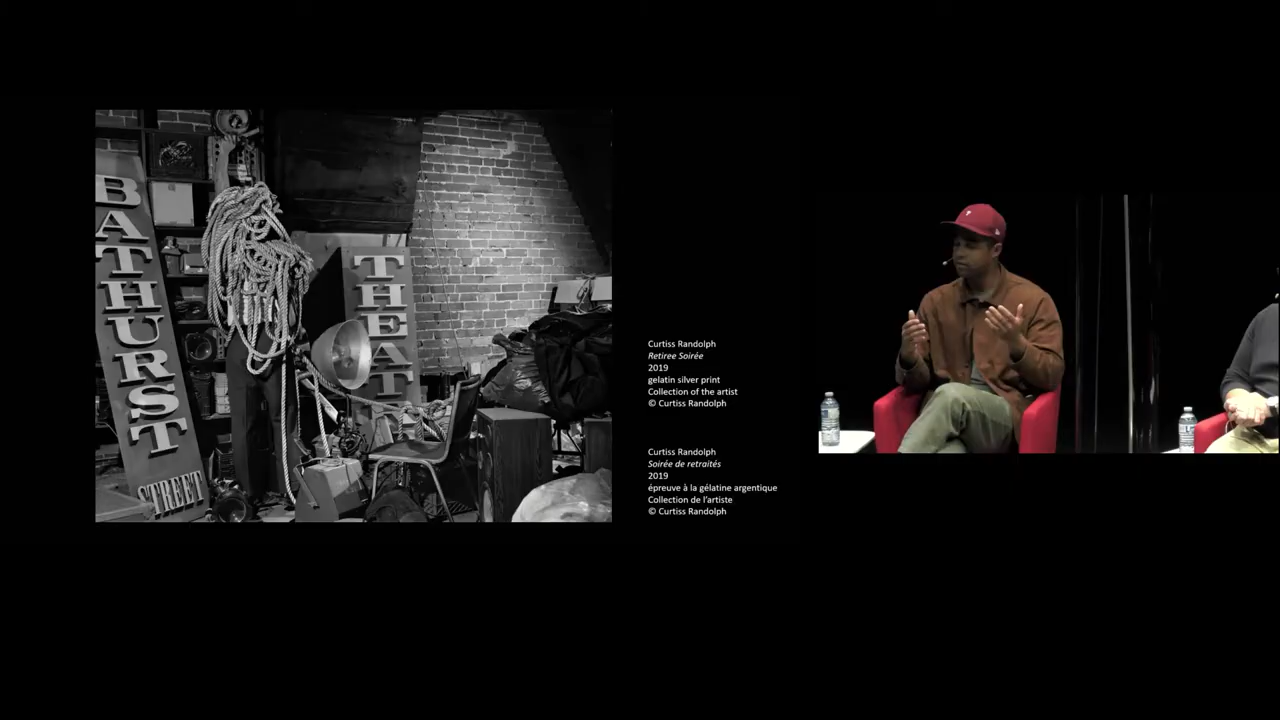 BATHURST
STREET
THEAT
Curtiss Randolph
Retiree Soirée
2019
gelatin silver print
Collection of the artist
© Curtiss Randolph
Curtiss Randolph
Soirée de retraités
2019
épreuve à la gélatine argentique
Collection de l'artiste
© Curtiss Randolph